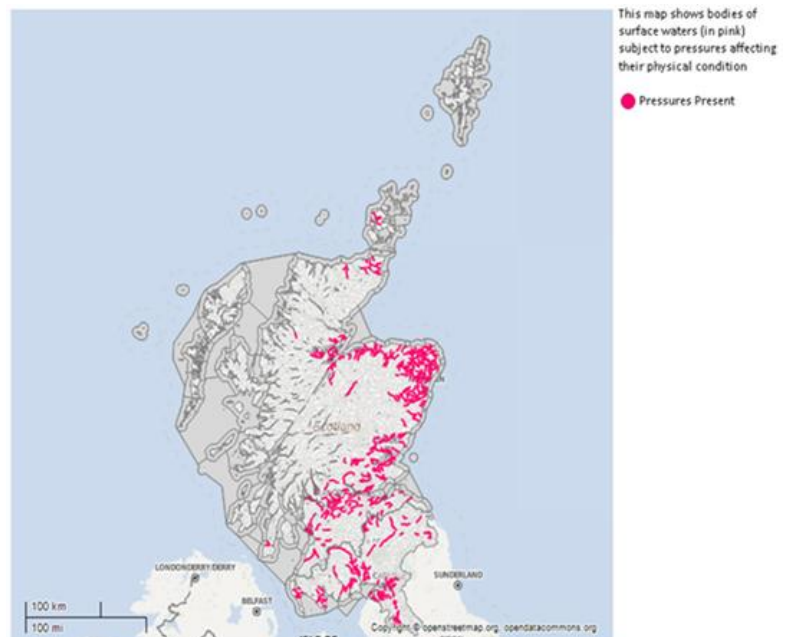 This map shows bodies of
surface waters (in pink)
subject to pressures affecting
their physical condition
Pressures Present
Scotland
LONDONDERRY/DERRY
BELFAST
SUNDERLAND
100 km
100 mi
Copyright © openstreetmap.org, opendatacommons.org